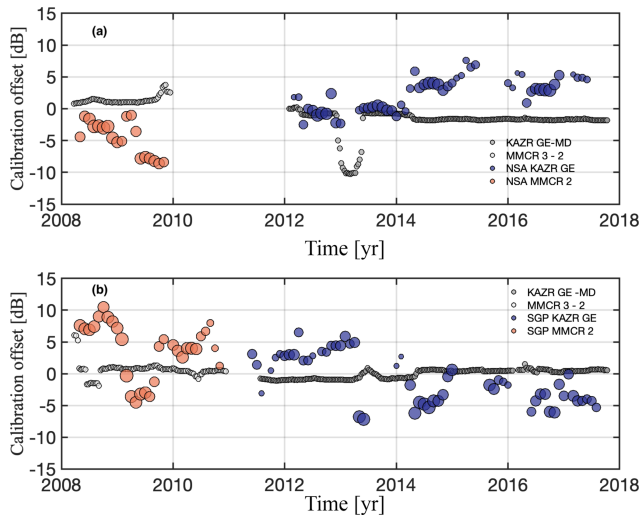 (a)
Calibration offset [dB]
15
10
5
0
-5
-10
-15
KAZR GE-MD
MMCR 3 - 2
NSA KAZR GE
NSA MMCR 2
2008 2010 2012 2014 2016 2018
Time [yr]
(b)
Calibration offset [dB]
15
10
5
0
-5
-10
-15
KAZR GE -MD
MMCR 3 - 2
SGP KAZR GE
SGP MMCR 2
2008 2010 2012 2014 2016 2018
Time [yr]